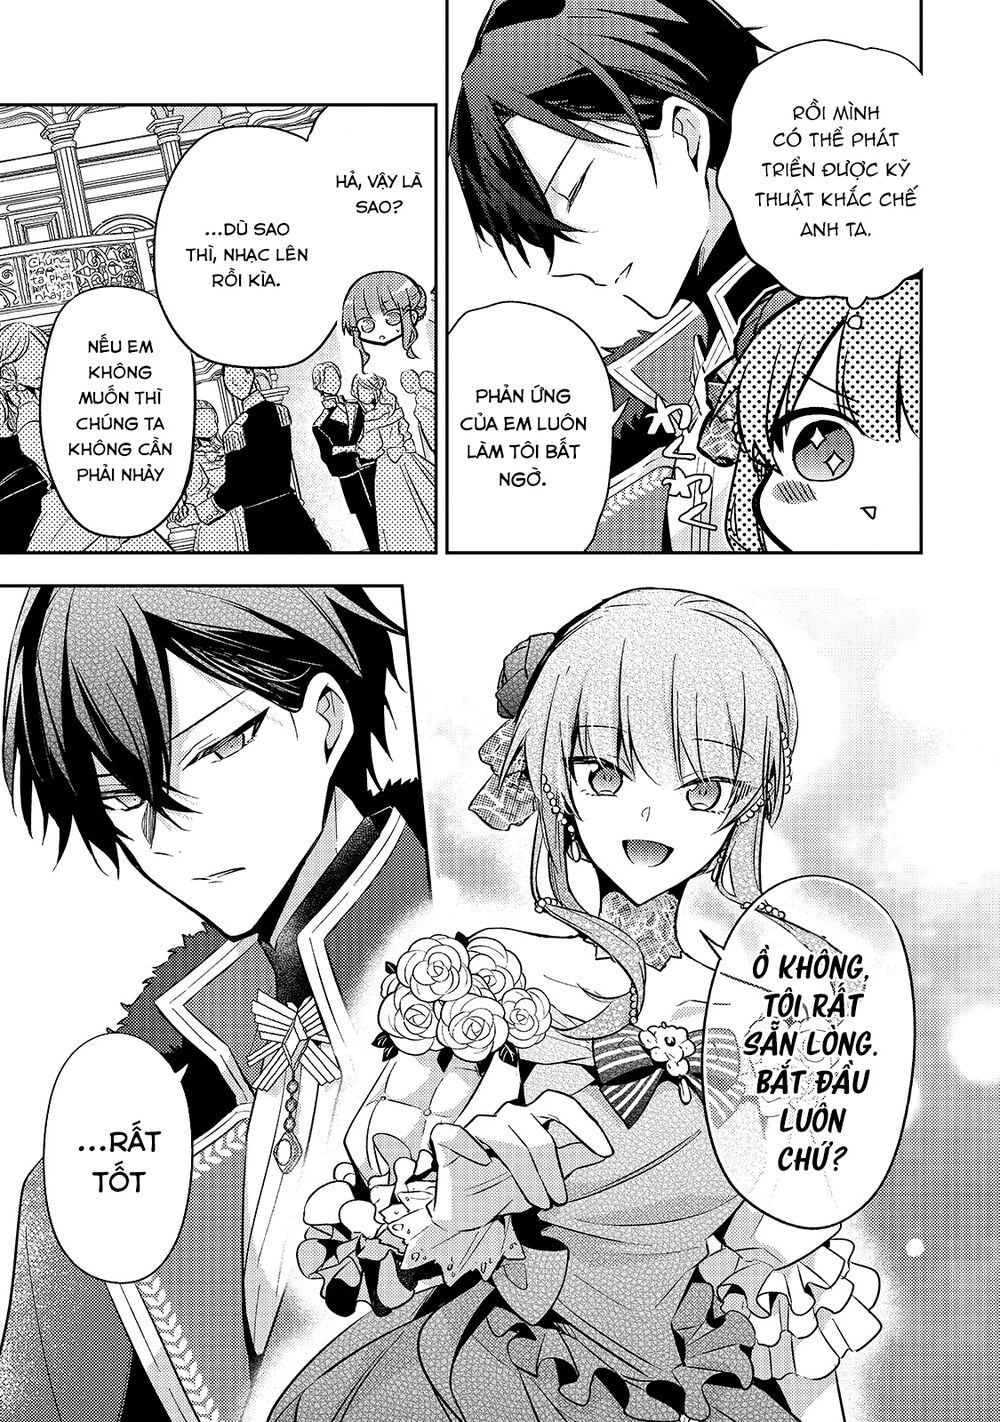 RỒI MÌNH
CÓ THỂ PHÁT
TRIỂN ĐƯỢC KỸ
THUẬT KHẮC CHẾ
ANH TA.
PHẢN ỨNG
CỦA EM LUÔN
LÀM TÔI BẤT
NGỜ.
HẢ, VẬY LÀ
SAO?
...DÙ SAO
THÌ, NHẠC LÊN
RỒI KÌA.
NẾU EM
KHÔNG
MUỐN THÌ
CHÚNG TA
KHÔNG CẦN
PHẢI NHẢY
Ồ KHÔNG,
TÔI RẤT
SẴN LÒNG.
BẮT ĐẦU
LUÔN
CHỨ?
...RẤT
TỐT